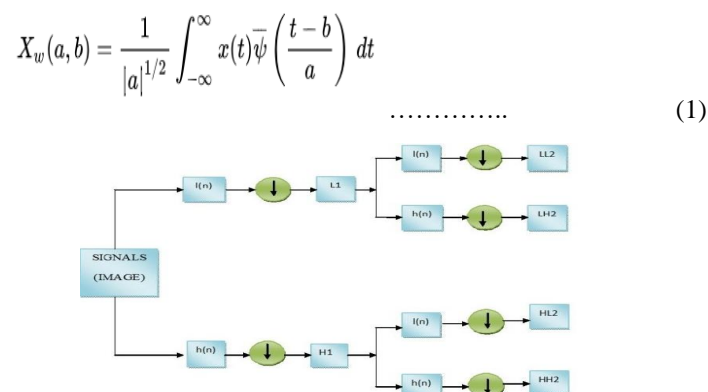 X_w(a,b) = \frac{1}{|a|^{1/2}} \int_{-\infty}^{\infty} x(t) \overline{\psi} \left( \frac{t-b}{a} \right) dt
………….. (1)
l(n) ↓ LL2
l(n) ↓ L1
h(n) ↓ LH2
SIGNALS
(IMAGE)
l(n) ↓ HL2
h(n) ↓ H1
h(n) ↓ HH2